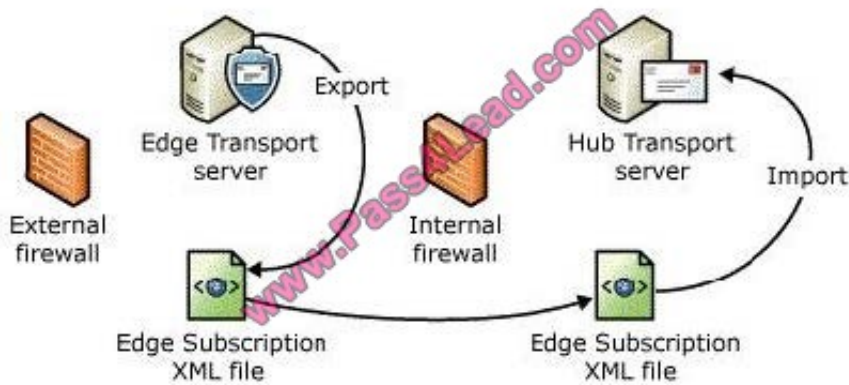 Export
Edge Transport
server
Hub Transport
server
Import
External
firewall
Internal
firewall
www.Pass4Lead.com
Edge Subscription
XML file
Edge Subscription
XML file